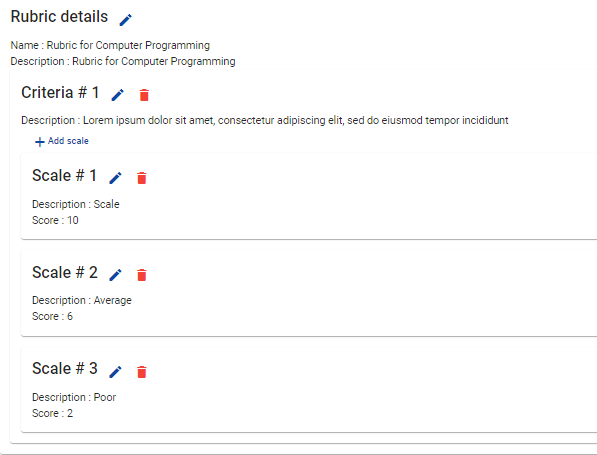 Rubric details
Name : Rubric for Computer Programming
Description : Rubric for Computer Programming
Criteria # 1
Description : Lorem ipsum dolor sit amet, consectetur adipiscing elit, sed do eiusmod tempor incididunt
Add scale
Scale # 1
Description : Scale
Score : 10
Scale # 2
Description : Average
Score : 6
Scale # 3
Description : Poor
Score : 2